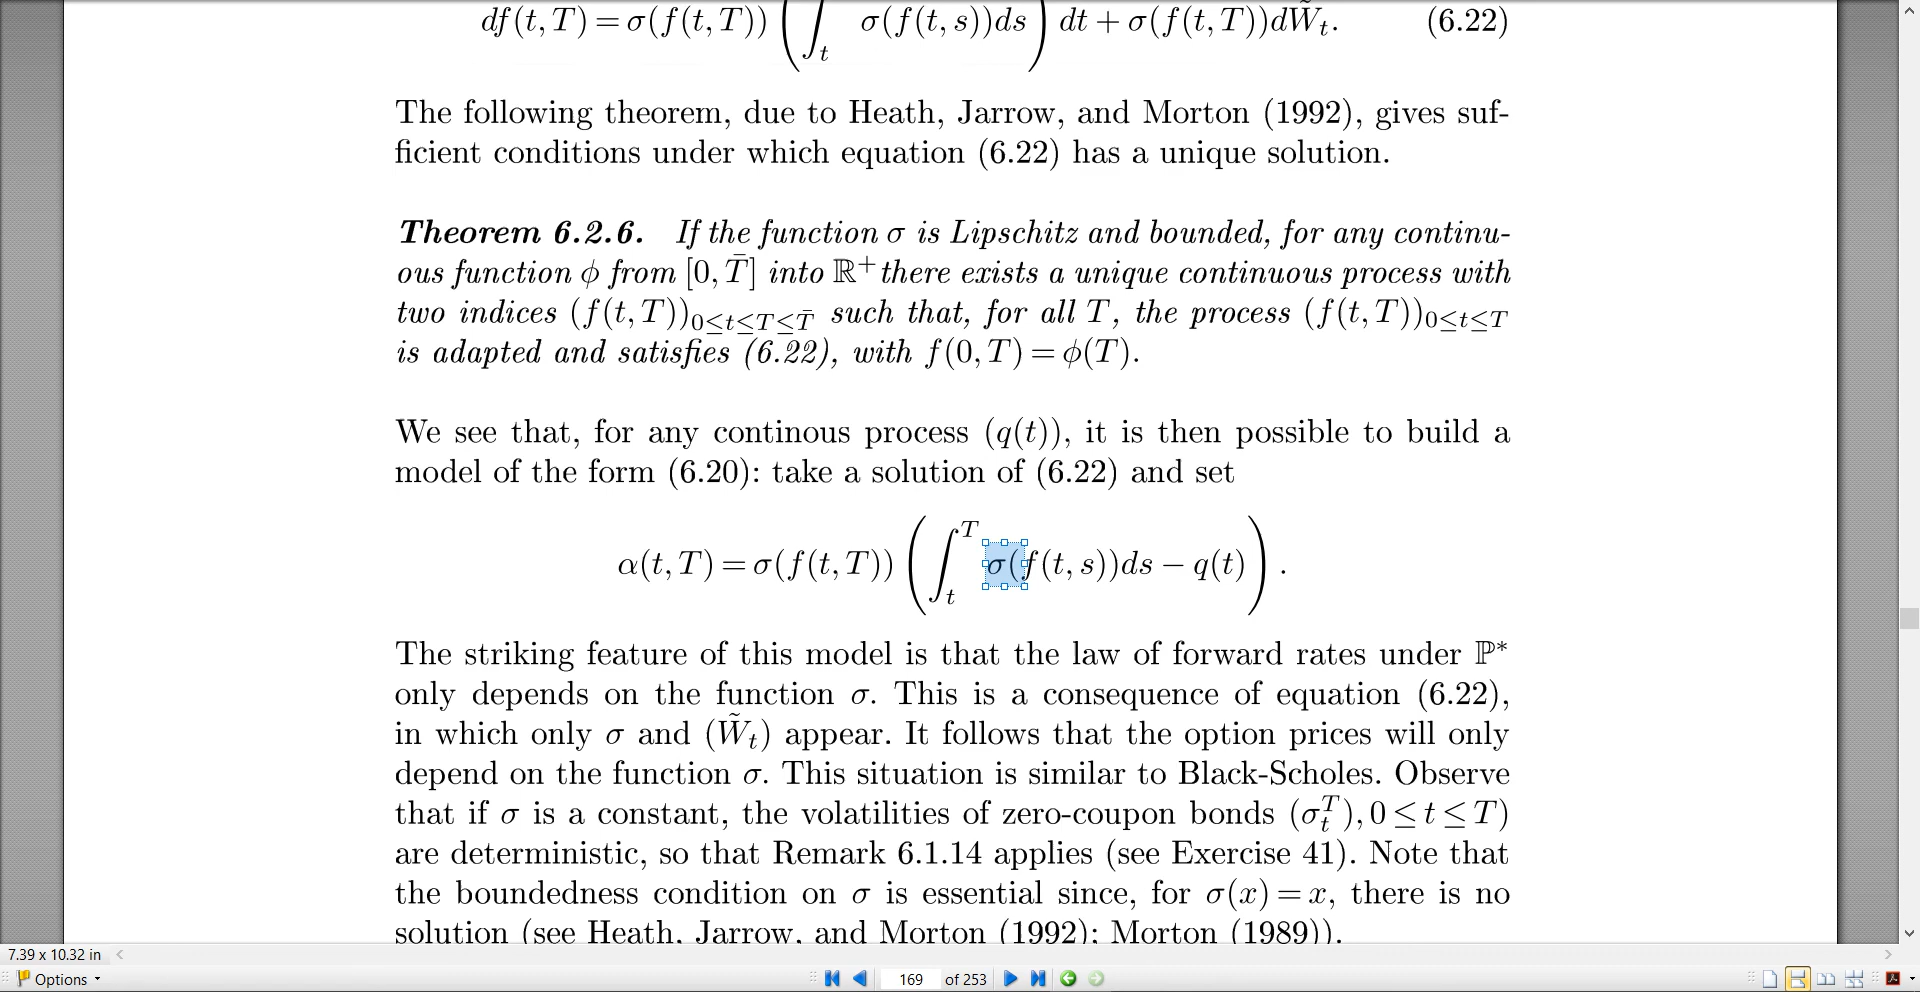 df(t, T) = σ(f(t, T)) (∫_t σ(f(t, s))ds) dt + σ(f(t, T))dW̃_t. (6.22)
The following theorem, due to Heath, Jarrow, and Morton (1992), gives suf-
ficient conditions under which equation (6.22) has a unique solution.
Theorem 6.2.6. If the function σ is Lipschitz and bounded, for any continu-
ous function ϕ from [0, T̄] into ℝ⁺ there exists a unique continuous process with
two indices (f(t, T))_{0≤t≤T≤T̄} such that, for all T, the process (f(t, T))_{0≤t≤T}
is adapted and satisfies (6.22), with f(0, T) = ϕ(T).
We see that, for any continous process (q(t)), it is then possible to build a
model of the form (6.20): take a solution of (6.22) and set
α(t, T) = σ(f(t, T)) (∫_t^T σ(f(t, s))ds − q(t)) .
The striking feature of this model is that the law of forward rates under ℙ*
only depends on the function σ. This is a consequence of equation (6.22),
in which only σ and (W̃_t) appear. It follows that the option prices will only
depend on the function σ. This situation is similar to Black-Scholes. Observe
that if σ is a constant, the volatilities of zero-coupon bonds (σ_t^T), 0 ≤ t ≤ T)
are deterministic, so that Remark 6.1.14 applies (see Exercise 41). Note that
the boundedness condition on σ is essential since, for σ(x) = x, there is no
solution (see Heath, Jarrow, and Morton (1992); Morton (1989)).
7.39 x 10.32 in
Options 169 of 253